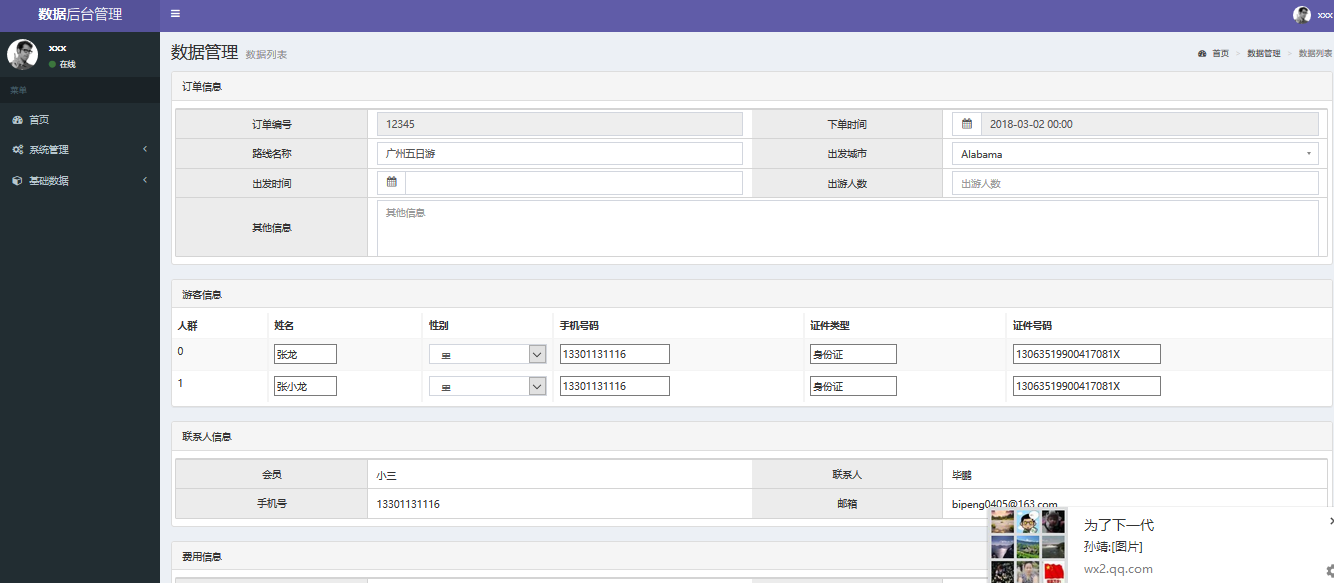 数据后台管理
xxx
xxx
在线
菜单
首页
系统管理
基础数据
数据管理 数据列表
首页 > 数据管理 > 数据列表
订单信息
订单编号 12345 下单时间 2018-03-02 00:00
路线名称 广州五日游 出发城市 Alabama
出发时间 出游人数 出游人数
其他信息 其他信息
游客信息
人群 姓名 性别 手机号码 证件类型 证件号码
0 张龙 13301131116 身份证 13063519900417081X
1 张小龙 13301131116 身份证 13063519900417081X
联系人信息
会员 小三 联系人 毕鹏
手机号 13301131116 邮箱 bipeng0405@163.com
费用信息
为了下一代
孙靖:[图片]
wx2.qq.com